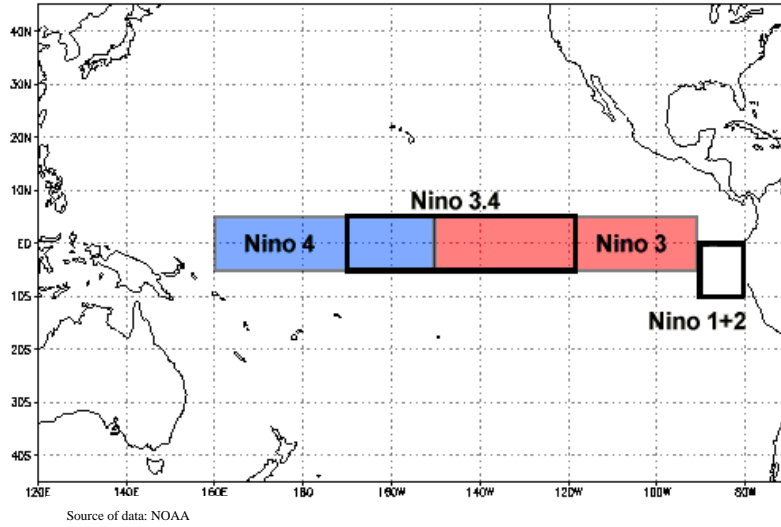 40N
30N
20N
10N
EQ
10S
20S
30S
40S
Nino 3.4
Nino 4
Nino 3
Nino 1+2
120E 140E 160E 180 160W 140W 120W 100W 80W
Source of data: NOAA